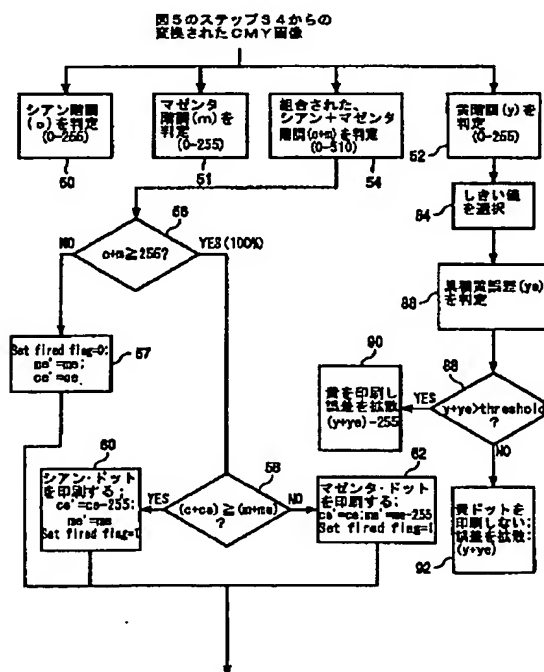 図5のステップ34からの
変換されたCMY画像
シアン階調
(c)を判定
(0-255)
50
マゼンタ
階調(m)を
判定
(0-255)
51
組合された、
シアン+マゼンタ
階調(c+m)を判定
(0-510)
54
黄階調(y)を
判定
(0-255)
52
しきい値
を選択
84
56
c+m≧255?
NO
YES(100%)
累積黄誤差(ye)
を判定
88
Set fired flag=0;
me'=me;
ce'=ce.
57
90
黄を印刷し
誤差を拡散
(y+ye)-255
YES
88
y+ye>threshold
?
NO
60
シアン・ドット
を印刷する;
ce'=ce-255;
me'=me
Set fired flag=1
YES
58
(c+ce)≧(m+me)
?
NO
62
マゼンタ・ドット
を印刷する;
ce'=ce;me'=me-255
Set fired flag=1
黄ドットを
印刷しない;
誤差を拡散:
(y+ye)
92